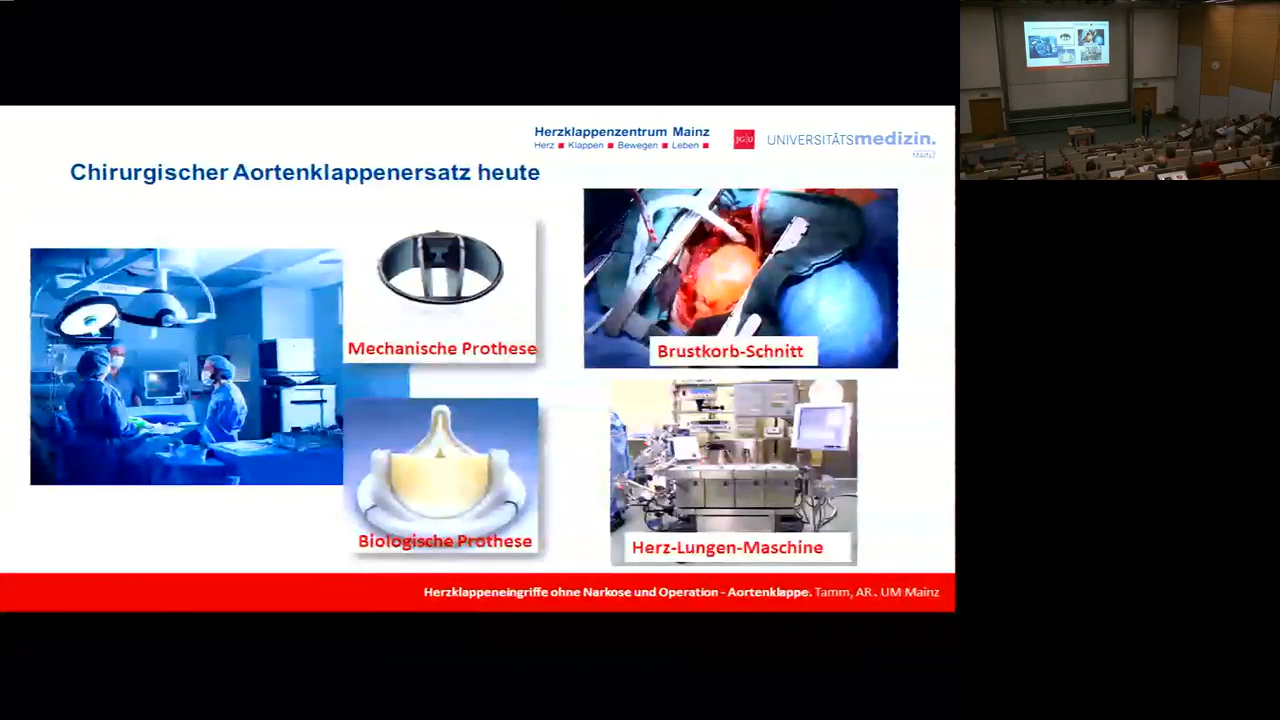 Herzklappenzentrum Mainz
Herz ■ Klappen ■ Bewegen ■ Leben ■
JG|U
UNIVERSITÄTSmedizin.
MAINZ
Chirurgischer Aortenklappenersatz heute
Mechanische Prothese
Brustkorb-Schnitt
Biologische Prothese
Herz-Lungen-Maschine
Herzklappeneingriffe ohne Narkose und Operation - Aortenklappe. Tamm, AR. UM Mainz